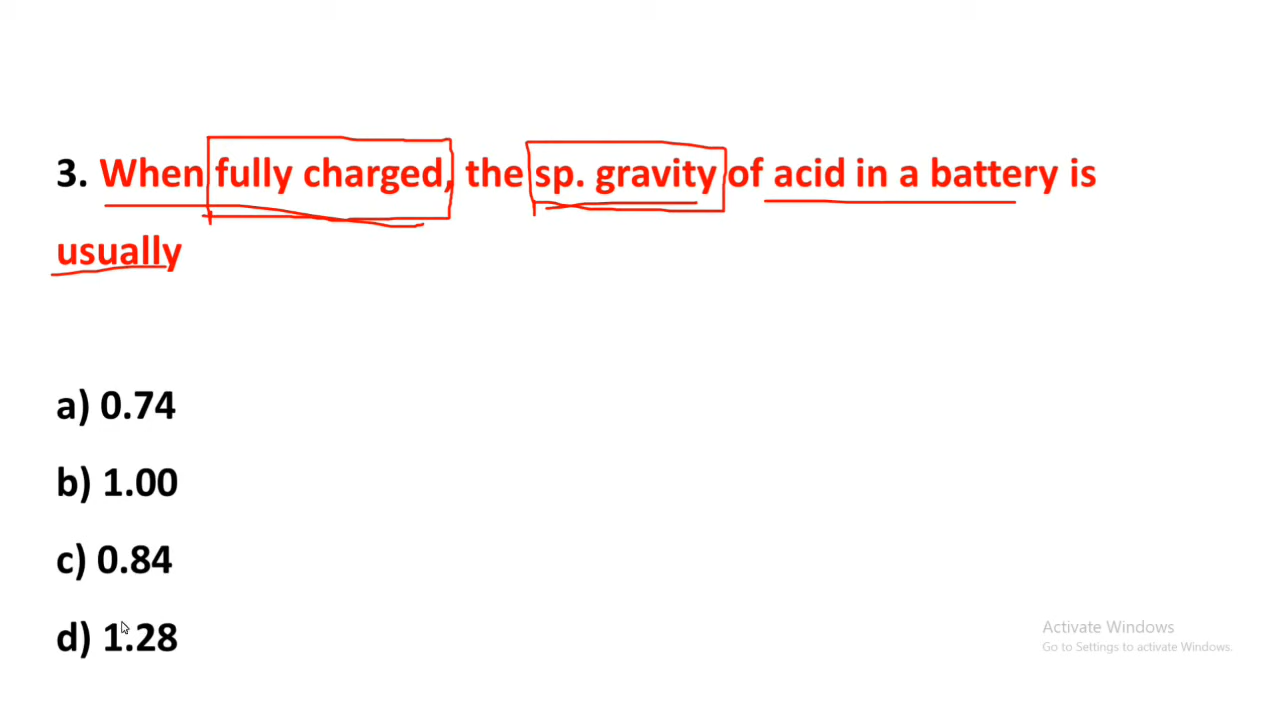 3. When fully charged, the sp. gravity of acid in a battery is
usually
a) 0.74
b) 1.00
c) 0.84
d) 1.28
Activate Windows
Go to Settings to activate Windows.